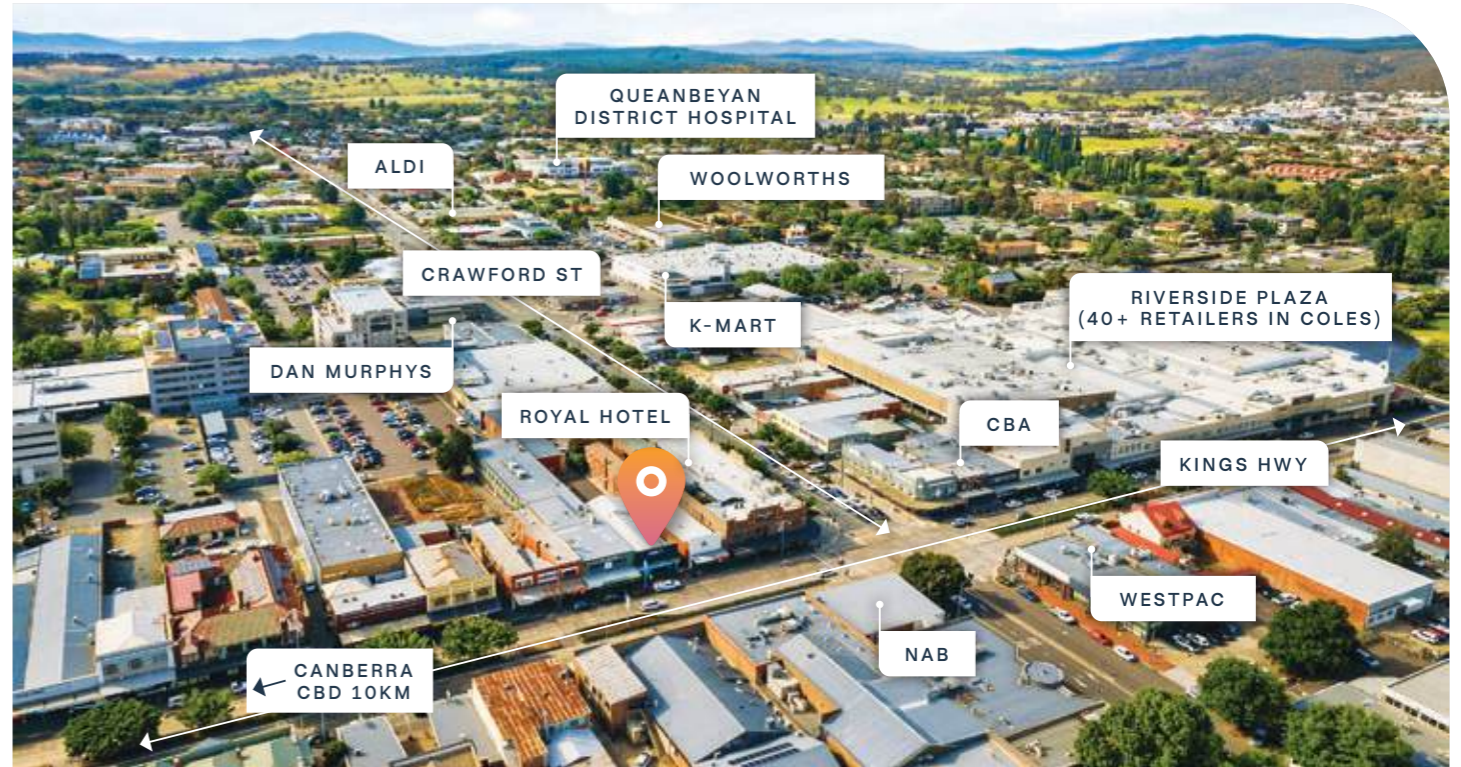 QUEANBEYAN
DISTRICT HOSPITAL
ALDI
WOOLWORTHS
CRAWFORD ST
RIVERSIDE PLAZA
(40+ RETAILERS IN COLES)
K-MART
DAN MURPHYS
ROYAL HOTEL
CBA
KINGS HWY
WESTPAC
NAB
CANBERRA
CBD 10KM